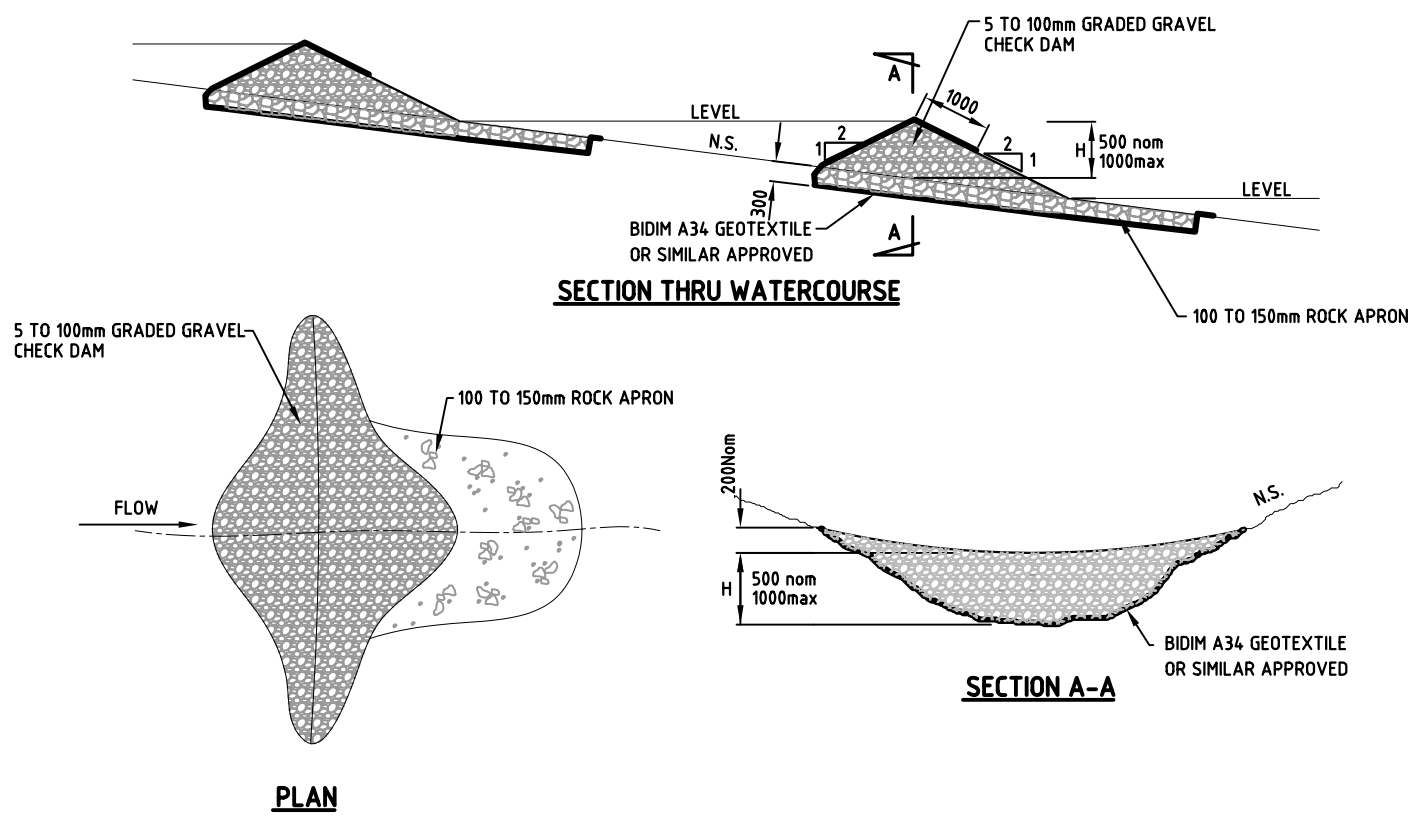 5 TO 100mm GRADED GRAVEL
CHECK DAM
A
1000
LEVEL
N.S.
2
1
2
1
H
500 nom
1000max
LEVEL
300
BIDIM A34 GEOTEXTILE
OR SIMILAR APPROVED
A
SECTION THRU WATERCOURSE
100 TO 150mm ROCK APRON
5 TO 100mm GRADED GRAVEL
CHECK DAM
100 TO 150mm ROCK APRON
FLOW
PLAN
200Nom
N.S.
H
500 nom
1000max
BIDIM A34 GEOTEXTILE
OR SIMILAR APPROVED
SECTION A-A